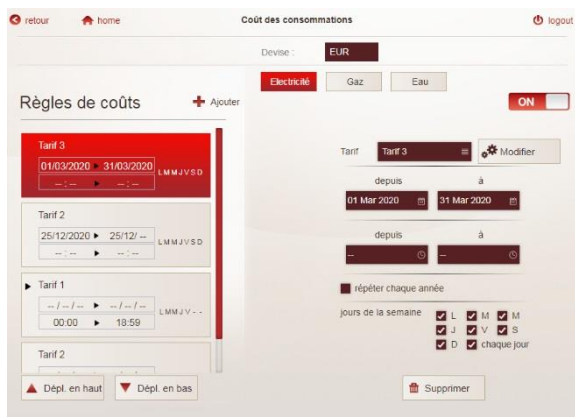 retour home Coût des consommations logout
Devise : EUR
Electricité Gaz Eau
Règles de coûts Ajouter
ON
Tarif 3
01/03/2020 31/03/2020
LMMJVSD
-- : -- -- : --
Tarif 2
25/12/2020 25/12/ --
LMMJVSD
-- : -- -- : --
Tarif 1
-- / -- / -- -- / -- / --
LMMJV--
00:00 18:59
Tarif 2
Dépl. en haut Dépl. en bas
Tarif Tarif 3 Modifier
depuis à
01 Mar 2020 31 Mar 2020
depuis à
-- --
répéter chaque année
jours de la semaine L M M
J V S
D chaque jour
Supprimer